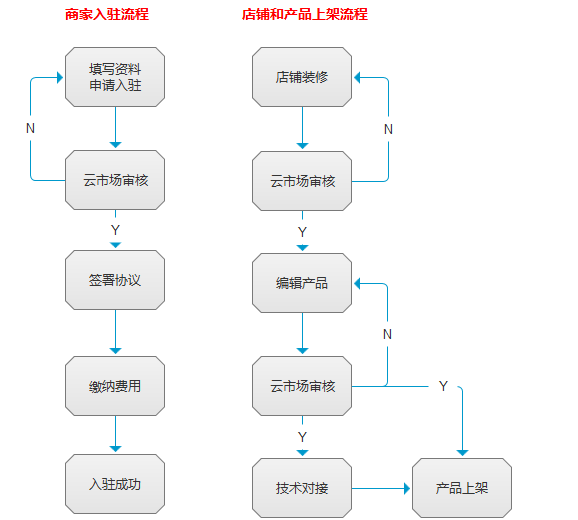 商家入驻流程
填写资料
申请入驻
N
云市场审核
Y
签署协议
缴纳费用
入驻成功
店铺和产品上架流程
店铺装修
N
云市场审核
Y
编辑产品
N
云市场审核
Y
Y
技术对接
产品上架